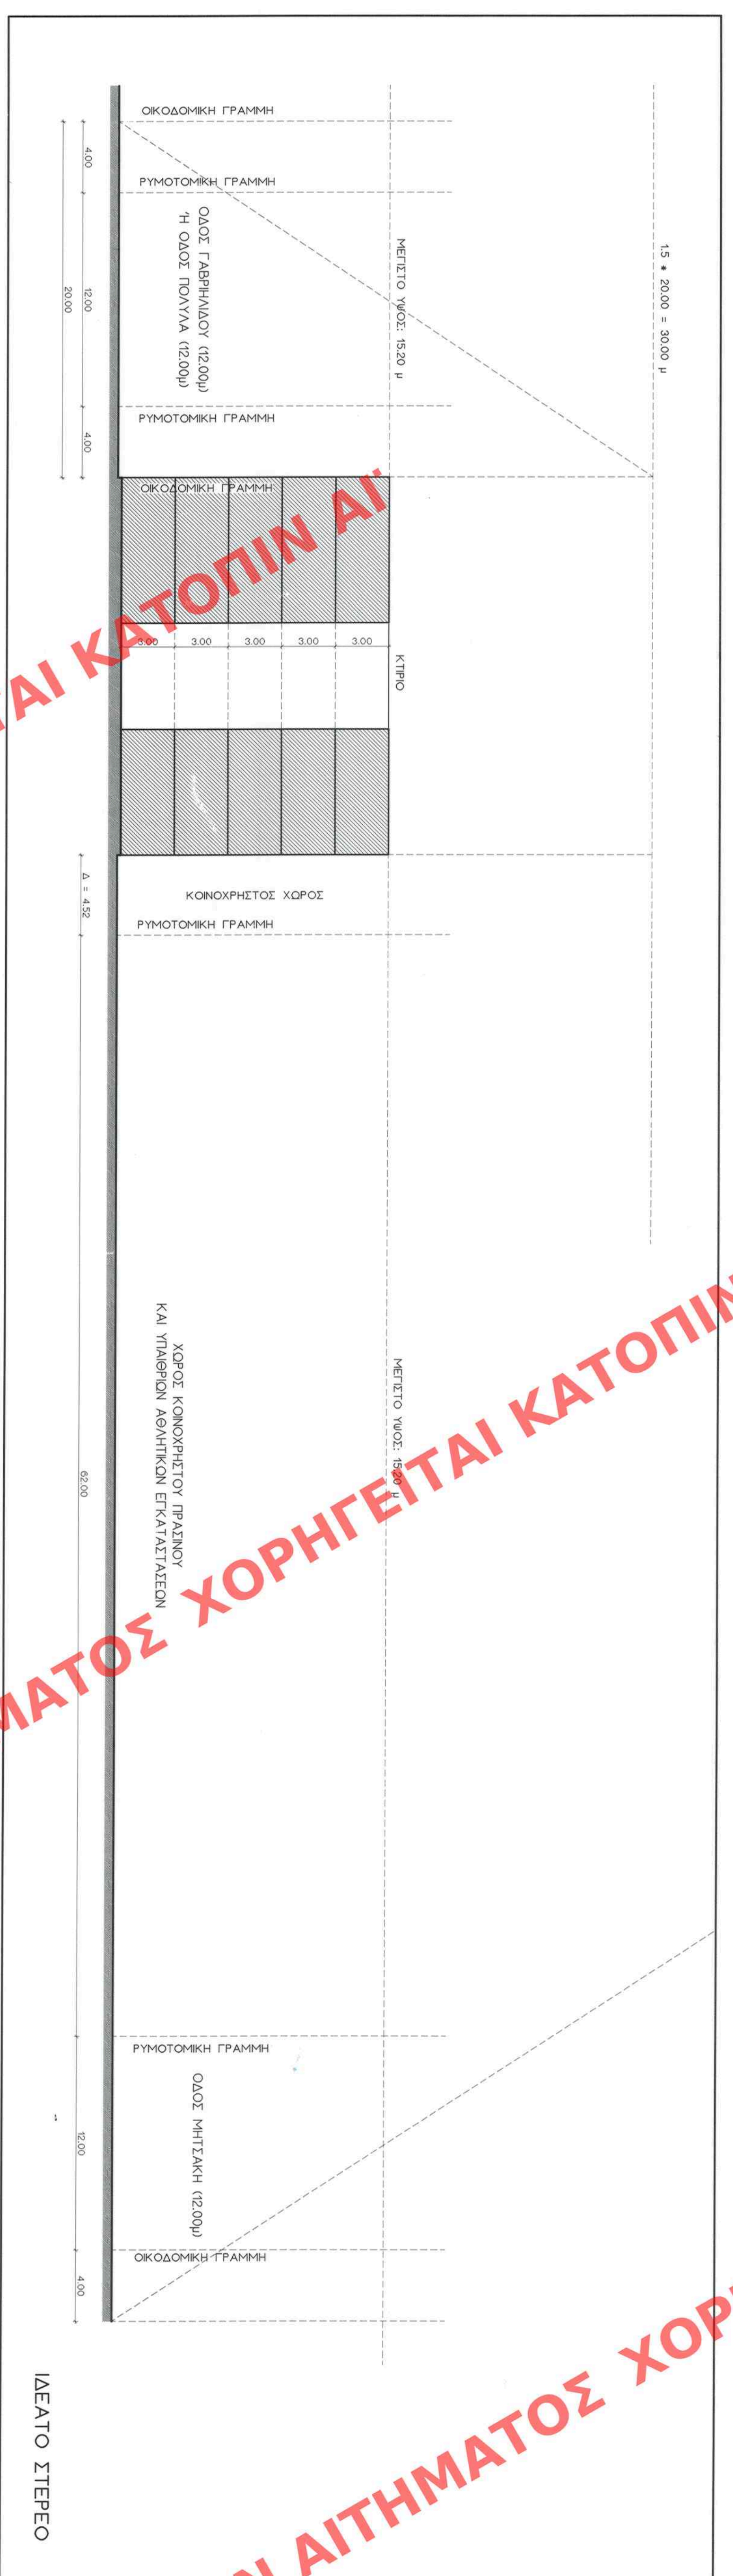 ΟΙΚΟΔΟΜΙΚΗ ΓΡΑΜΜΗ
4.00
ΡΥΜΟΤΟΜΙΚΗ ΓΡΑΜΜΗ
ΟΔΟΣ ΓΑΒΡΙΗΛΙΔΟΥ (12.00μ)
Ή ΟΔΟΣ ΠΟΛΥΛΑ (12.00μ)
ΜΕΓΙΣΤΟ ΥΨΟΣ: 15.20 μ
1.5 * 20.00 = 30.00 μ
12.00
20.00
ΡΥΜΟΤΟΜΙΚΗ ΓΡΑΜΜΗ
4.00
ΟΙΚΟΔΟΜΙΚΗ ΓΡΑΜΜΗ
3.00
3.00
3.00
3.00
3.00
ΚΤΙΡΙΟ
Δ = 4.52
ΚΟΙΝΟΧΡΗΣΤΟΣ ΧΩΡΟΣ
ΡΥΜΟΤΟΜΙΚΗ ΓΡΑΜΜΗ
ΧΩΡΟΣ ΚΟΙΝΟΧΡΗΣΤΟΥ ΠΡΑΣΙΝΟΥ
ΚΑΙ ΥΠΑΙΘΡΙΩΝ ΑΘΛΗΤΙΚΩΝ ΕΓΚΑΤΑΣΤΑΣΕΩΝ
ΜΕΓΙΣΤΟ ΥΨΟΣ: 15.20 μ
62.00
ΡΥΜΟΤΟΜΙΚΗ ΓΡΑΜΜΗ
ΟΔΟΣ ΜΗΤΣΑΚΗ (12.00μ)
12.00
ΟΙΚΟΔΟΜΙΚΗ ΓΡΑΜΜΗ
4.00
ΙΔΕΑΤΟ ΣΤΕΡΕΟ
ΤΑΙ ΚΑΤΟΠΙΝ ΑΪ
ΜΑΤΟΣ ΧΟΡΗΓΕΙΤΑΙ ΚΑΤΟΠΙΝ
ΑΙΤΗΜΑΤΟΣ ΧΟΡ